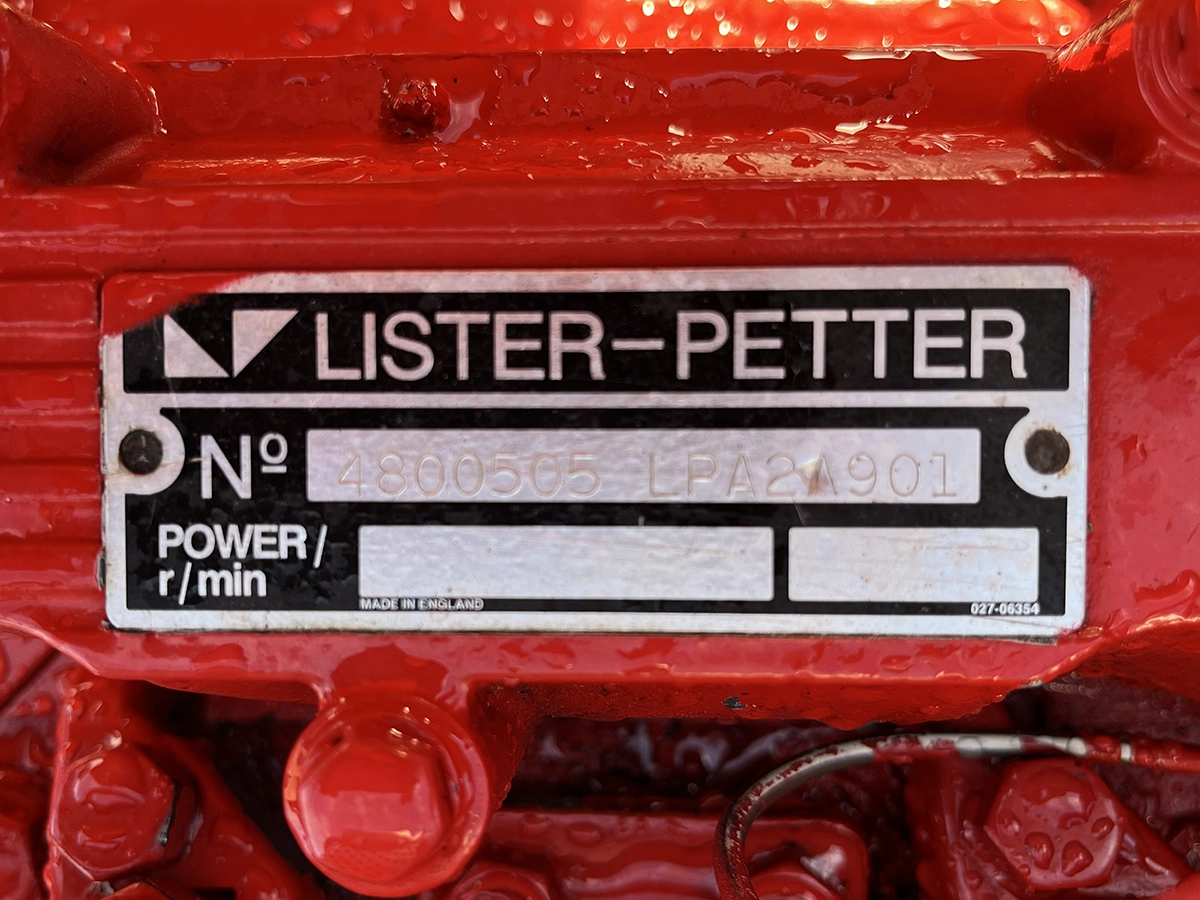 LISTER-PETTER
Nº 4800505 LPA2A901
POWER/
r/min
MADE IN ENGLAND
027-06354